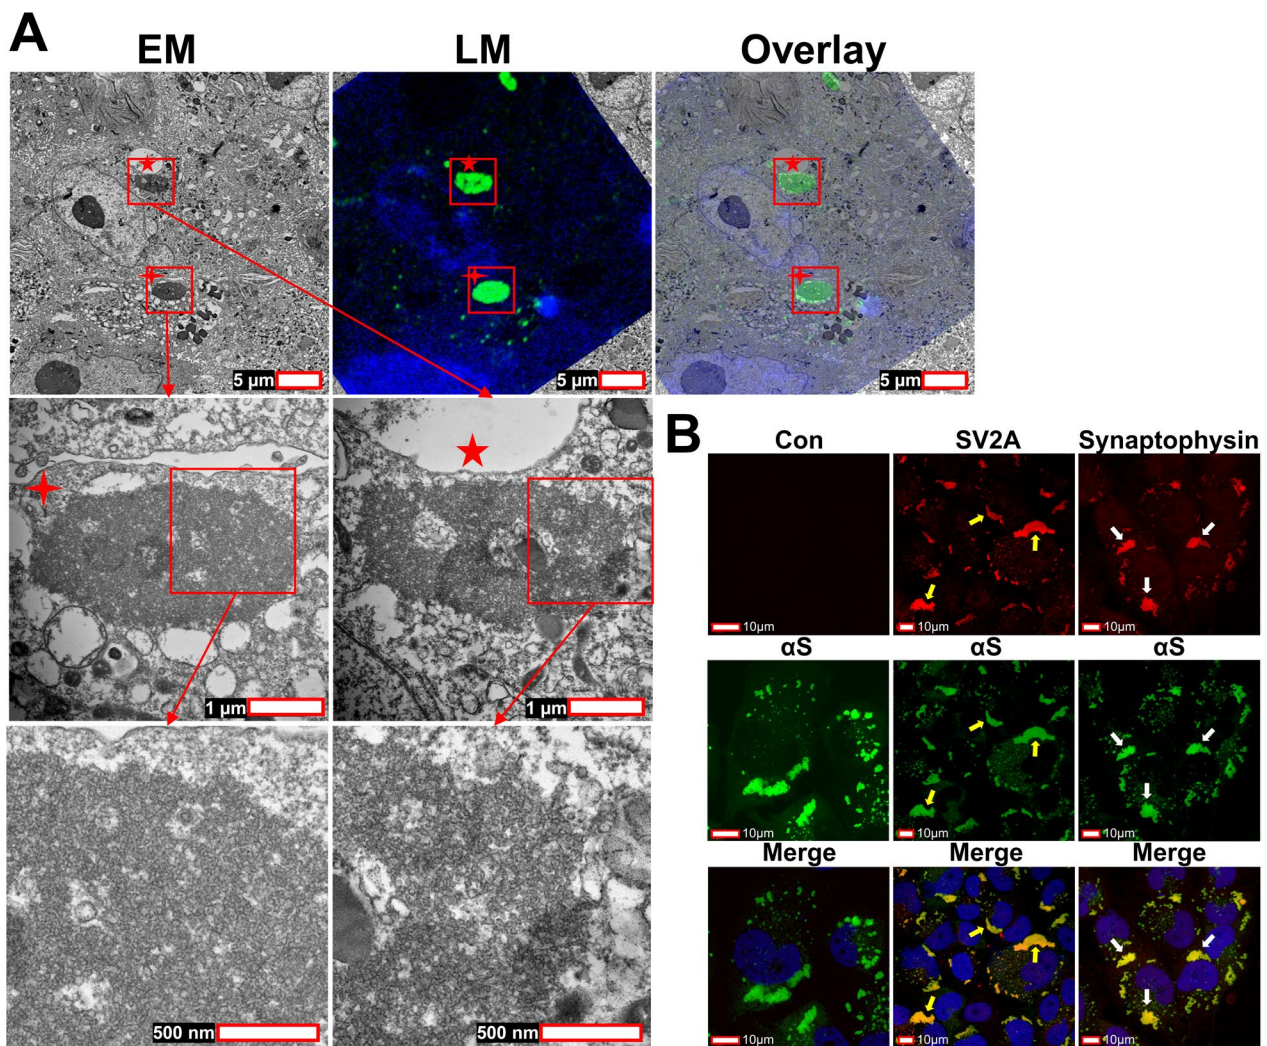 A
EM LM Overlay
5 µm 5 µm 5 µm
1 µm 1 µm
500 nm 500 nm
B
Con SV2A Synaptophysin
10µm 10µm 10µm
αS αS αS
10µm 10µm 10µm
Merge Merge Merge
10µm 10µm 10µm